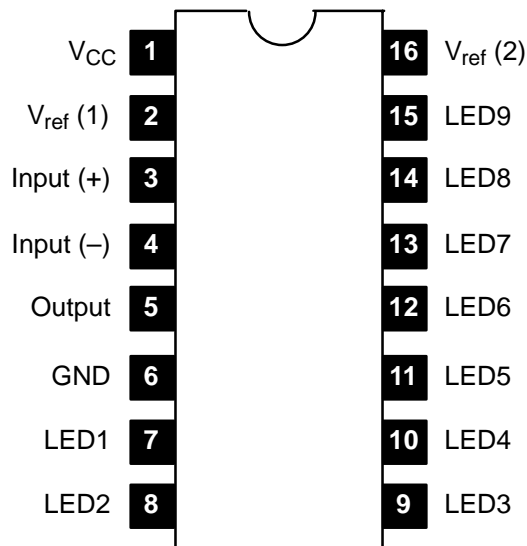 V_CC 1 16 V_ref (2)
V_ref (1) 2 15 LED9
Input (+) 3 14 LED8
Input (–) 4 13 LED7
Output 5 12 LED6
GND 6 11 LED5
LED1 7 10 LED4
LED2 8 9 LED3